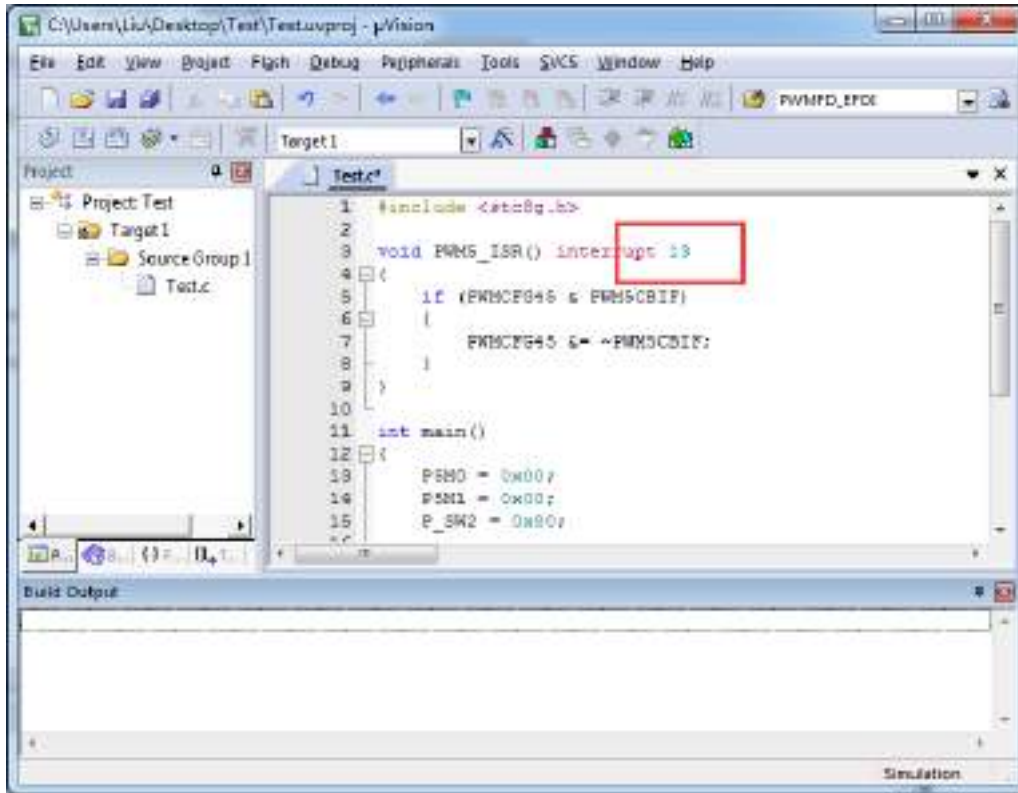 C:\Users\Liu\Desktop\Test\Test.uvproj - µVision
File Edit View Project Flash Debug Peripherals Tools SVCS Window Help
PWMFD_EFDI
Target 1
Project
Test.c*
Project: Test
Target 1
Source Group 1
Test.c
1 #include <stc8g.h>
2
3 void PWM5_ISR() interrupt 13
4 {
5 if (PWMCFG45 & PWM5CBIF)
6 {
7 PWMCFG45 &= ~PWM5CBIF;
8 }
9 }
10
11 int main()
12 {
13 P5M0 = 0x00;
14 P5M1 = 0x00;
15 P_SW2 = 0x80;
Build Output
Simulation